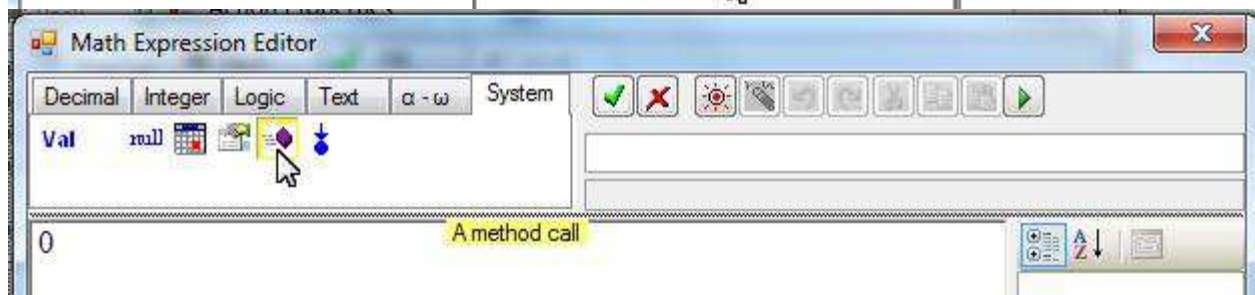 Math Expression Editor
Decimal Integer Logic Text α - ω System
Val null
A method call
0
A
Z